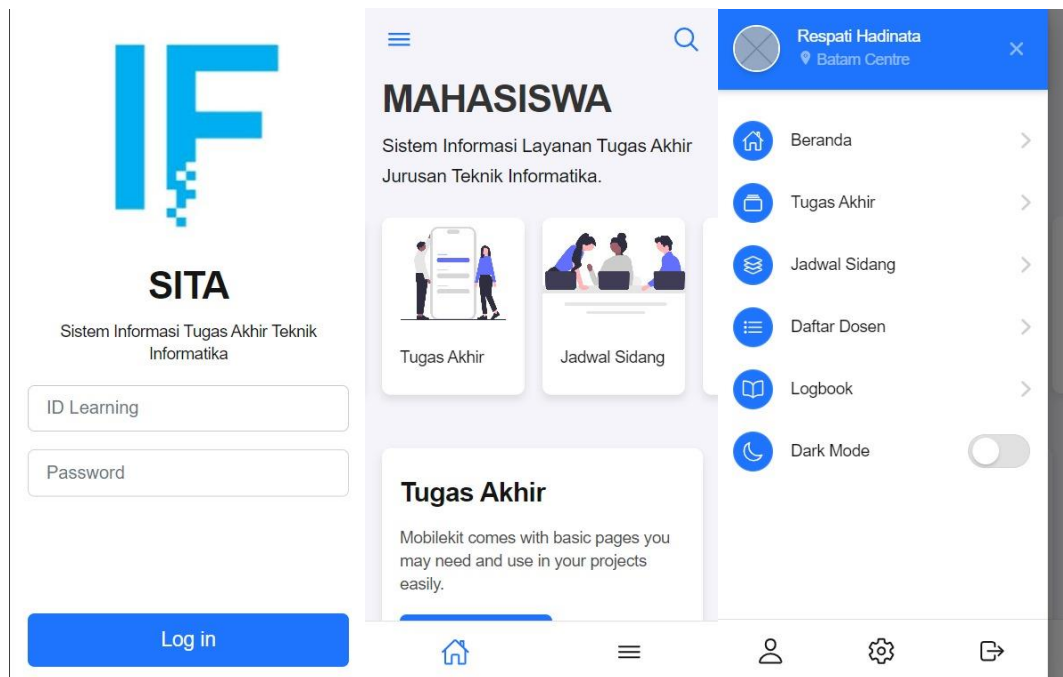 IF
SITA
Sistem Informasi Tugas Akhir Teknik
Informatika
ID Learning
Password
Log in
MAHASISWA
Sistem Informasi Layanan Tugas Akhir
Jurusan Teknik Informatika.
Tugas Akhir
Jadwal Sidang
Tugas Akhir
Mobilekit comes with basic pages you
may need and use in your projects
easily.
Respati Hadinata
Batam Centre
Beranda
Tugas Akhir
Jadwal Sidang
Daftar Dosen
Logbook
Dark Mode